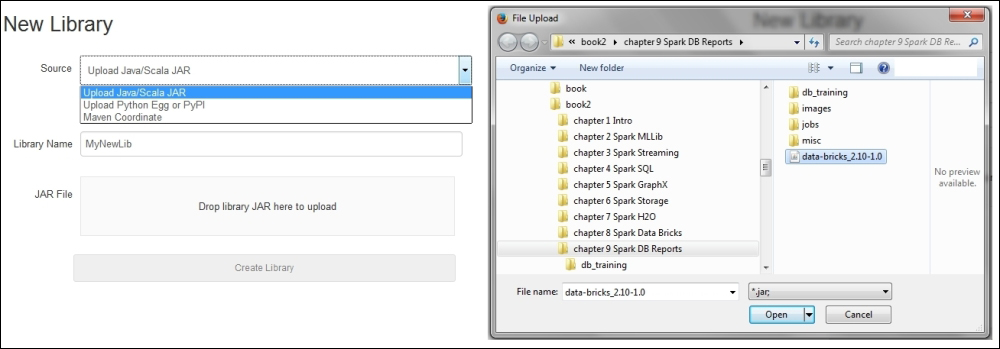 New Library
Source
Upload Java/Scala JAR
Upload Java/Scala JAR
Upload Python Egg or PyPI
Maven Coordinate
Library Name
MyNewLib
JAR File
Drop library JAR here to upload
Create Library
File Upload
New Library
« book2 chapter 9 Spark DB Reports
Search chapter 9 Spark DB Re...
Organize
New folder
book
book2
chapter 1 Intro
chapter 2 Spark MLLib
chapter 3 Spark Streaming
chapter 4 Spark SQL
chapter 5 Spark GraphX
chapter 6 Spark Storage
chapter 7 Spark H2O
chapter 8 Spark Data Bricks
chapter 9 Spark DB Reports
db_training
db_training
images
jobs
misc
data-bricks_2.10-1.0
No preview
available.
File name:
data-bricks_2.10-1.0
*.jar;
Open
Cancel